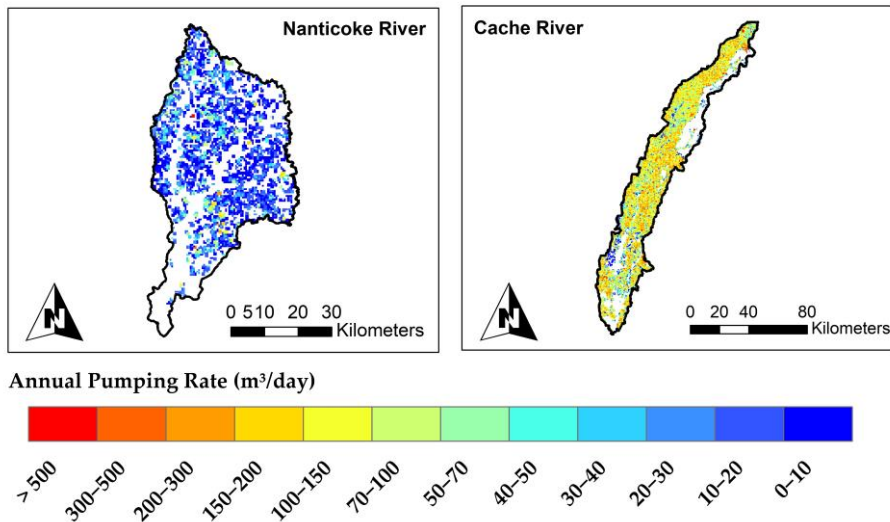 Nanticoke River
N
0 510 20 30
Kilometers
Cache River
N
0 20 40 80
Kilometers
Annual Pumping Rate (m³/day)
> 500
300–500
200–300
150–200
100–150
70–100
50–70
40–50
30–40
20–30
10–20
0–10